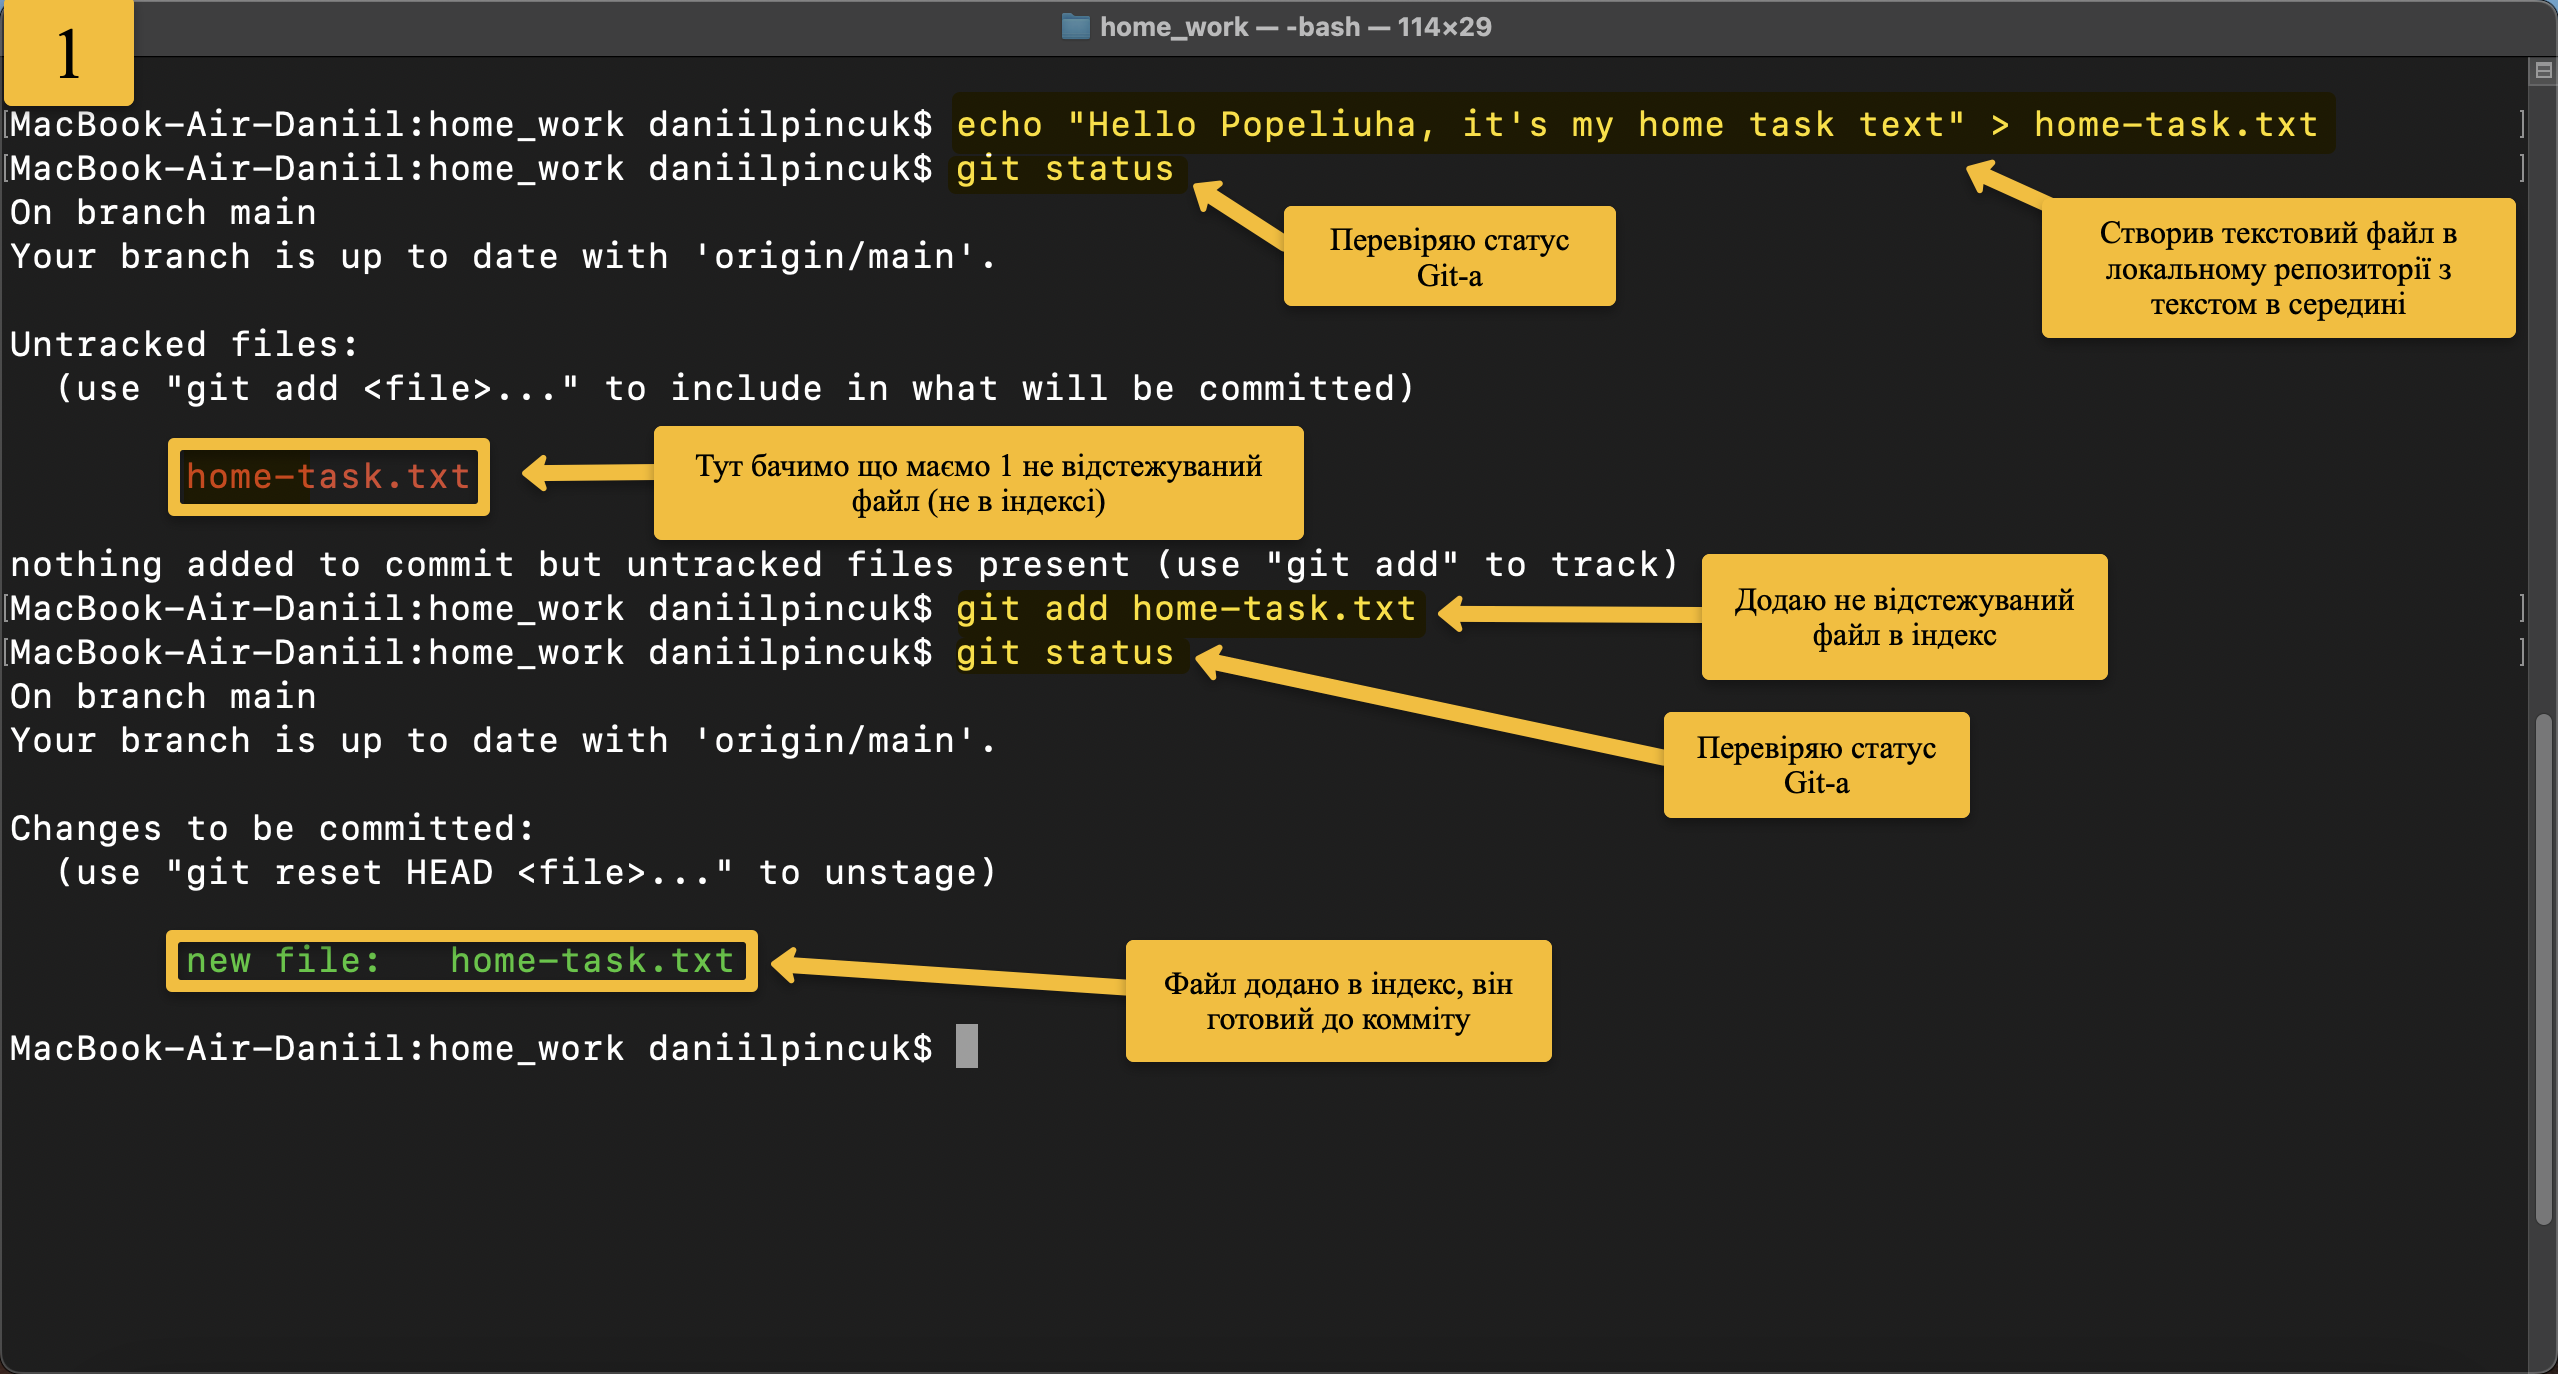 1
home_work — -bash — 114×29
MacBook-Air-Daniil:home_work daniilpincuk$ echo "Hello Popeliuha, it's my home task text" > home-task.txt
MacBook-Air-Daniil:home_work daniilpincuk$ git status
On branch main
Your branch is up to date with 'origin/main'.
Перевіряю статус
Git-а
Створив текстовий файл в
локальному репозиторії з
текстом в середині
Untracked files:
(use "git add <file>..." to include in what will be committed)
home-task.txt
Тут бачимо що маємо 1 не відстежуваний
файл (не в індексі)
nothing added to commit but untracked files present (use "git add" to track)
MacBook-Air-Daniil:home_work daniilpincuk$ git add home-task.txt
Додаю не відстежуваний
файл в індекс
MacBook-Air-Daniil:home_work daniilpincuk$ git status
On branch main
Your branch is up to date with 'origin/main'.
Перевіряю статус
Git-а
Changes to be committed:
(use "git reset HEAD <file>..." to unstage)
new file:   home-task.txt
Файл додано в індекс, він
готовий до комміту
MacBook-Air-Daniil:home_work daniilpincuk$